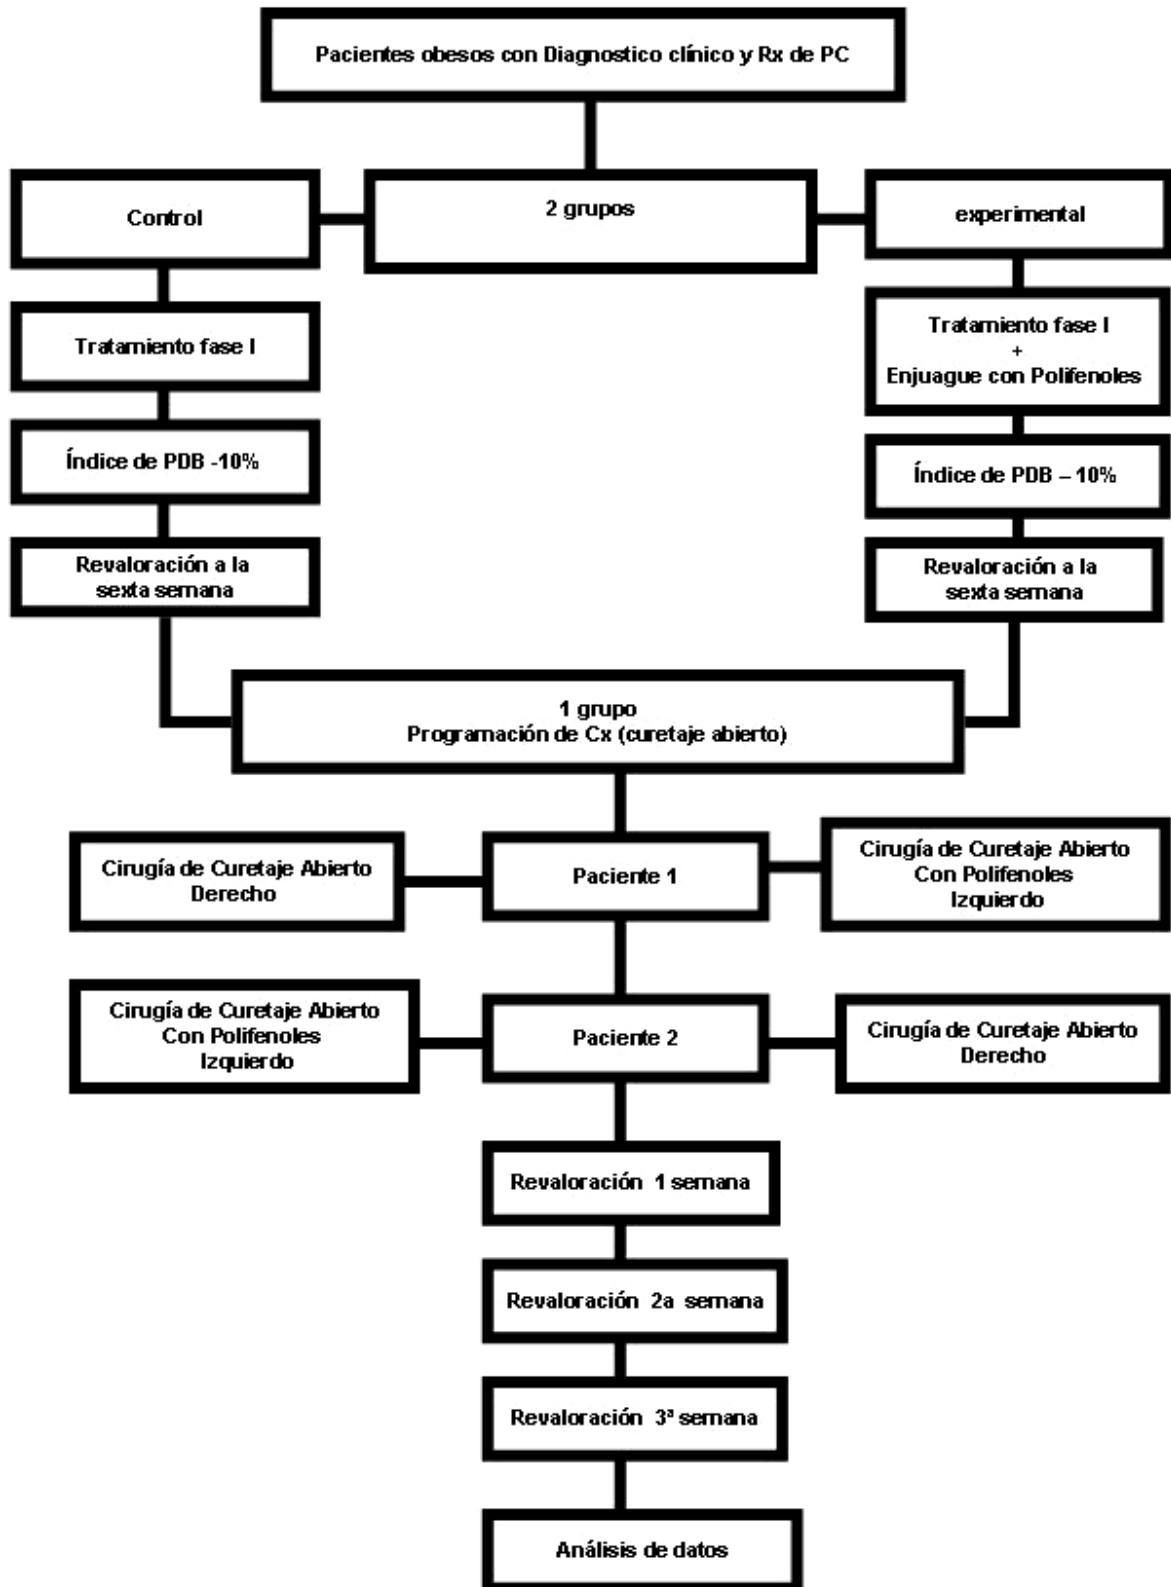 Pacientes obesos con Diagnostico clínico y Rx de PC
Control
2 grupos
experimental
Tratamiento fase I
Tratamiento fase I
+
Enjuague con Polifenoles
Índice de PDB -10%
Índice de PDB – 10%
Revaloración a la
sexta semana
Revaloración a la
sexta semana
1 grupo
Programación de Cx (curetaje abierto)
Cirugía de Curetaje Abierto
Derecho
Paciente 1
Cirugía de Curetaje Abierto
Con Polifenoles
Izquierdo
Cirugía de Curetaje Abierto
Con Polifenoles
Izquierdo
Paciente 2
Cirugía de Curetaje Abierto
Derecho
Revaloración 1 semana
Revaloración 2a semana
Revaloración 3ª semana
Análisis de datos